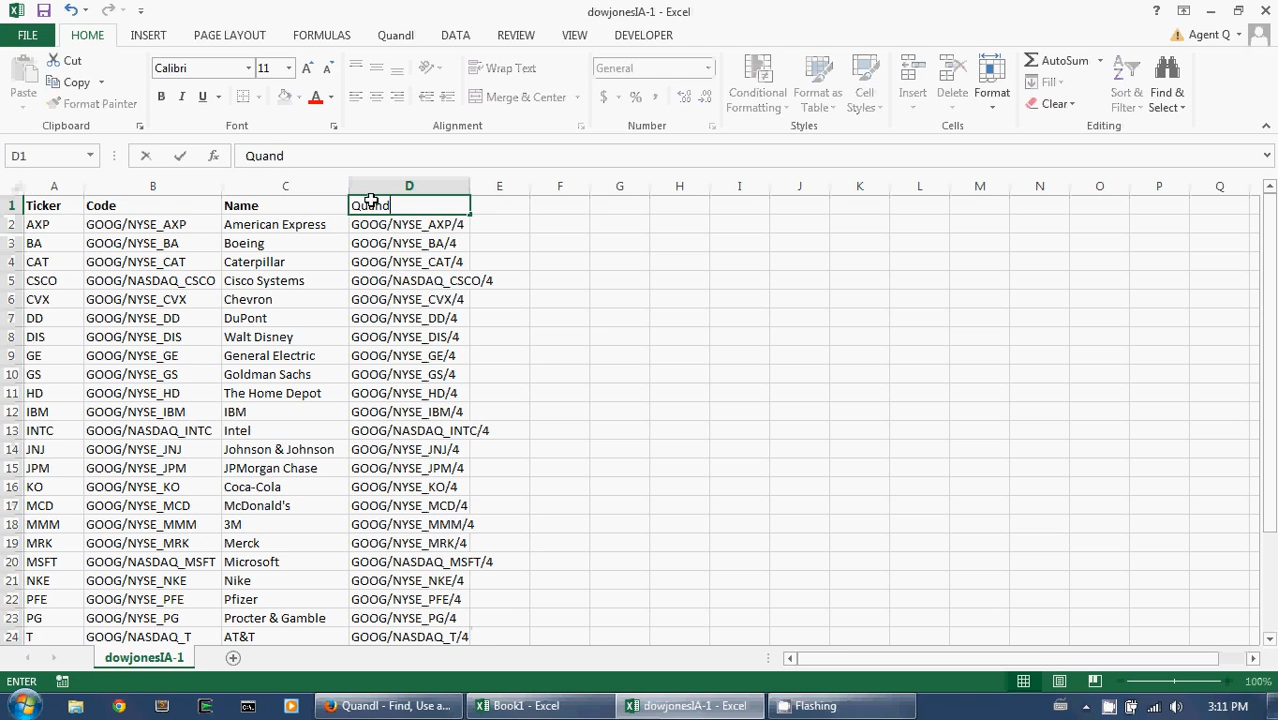 dowjonesIA-1 - Excel
FILE HOME INSERT PAGE LAYOUT FORMULAS Quandl DATA REVIEW VIEW DEVELOPER Agent Q
Paste Cut Copy Format Painter
Calibri 11
Wrap Text
Merge & Center
General
Conditional Formatting
Format as Table
Cell Styles
Insert Delete Format
AutoSum
Fill
Clear
Sort & Filter
Find & Select
Clipboard Font Alignment Number Styles Cells Editing
D1 Quand
A B C D E F G H I J K L M N O P Q
1 Ticker Code Name Quand
2 AXP GOOG/NYSE_AXP American Express GOOG/NYSE_AXP/4
3 BA GOOG/NYSE_BA Boeing GOOG/NYSE_BA/4
4 CAT GOOG/NYSE_CAT Caterpillar GOOG/NYSE_CAT/4
5 CSCO GOOG/NASDAQ_CSCO Cisco Systems GOOG/NASDAQ_CSCO/4
6 CVX GOOG/NYSE_CVX Chevron GOOG/NYSE_CVX/4
7 DD GOOG/NYSE_DD DuPont GOOG/NYSE_DD/4
8 DIS GOOG/NYSE_DIS Walt Disney GOOG/NYSE_DIS/4
9 GE GOOG/NYSE_GE General Electric GOOG/NYSE_GE/4
10 GS GOOG/NYSE_GS Goldman Sachs GOOG/NYSE_GS/4
11 HD GOOG/NYSE_HD The Home Depot GOOG/NYSE_HD/4
12 IBM GOOG/NYSE_IBM IBM GOOG/NYSE_IBM/4
13 INTC GOOG/NASDAQ_INTC Intel GOOG/NASDAQ_INTC/4
14 JNJ GOOG/NYSE_JNJ Johnson & Johnson GOOG/NYSE_JNJ/4
15 JPM GOOG/NYSE_JPM JPMorgan Chase GOOG/NYSE_JPM/4
16 KO GOOG/NYSE_KO Coca-Cola GOOG/NYSE_KO/4
17 MCD GOOG/NYSE_MCD McDonald's GOOG/NYSE_MCD/4
18 MMM GOOG/NYSE_MMM 3M GOOG/NYSE_MMM/4
19 MRK GOOG/NYSE_MRK Merck GOOG/NYSE_MRK/4
20 MSFT GOOG/NASDAQ_MSFT Microsoft GOOG/NASDAQ_MSFT/4
21 NKE GOOG/NYSE_NKE Nike GOOG/NYSE_NKE/4
22 PFE GOOG/NYSE_PFE Pfizer GOOG/NYSE_PFE/4
23 PG GOOG/NYSE_PG Procter & Gamble GOOG/NYSE_PG/4
24 T GOOG/NASDAQ_T AT&T GOOG/NASDAQ_T/4
dowjonesIA-1
ENTER 100%
Quandl - Find, Use a... Book1 - Excel dowjonesIA-1 - Excel Flashing 3:11 PM